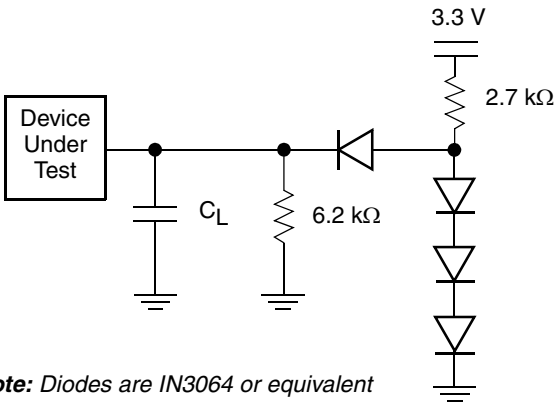 3.3 V
2.7 kΩ
Device
Under
Test
CL
6.2 kΩ
ote: Diodes are IN3064 or equivalent